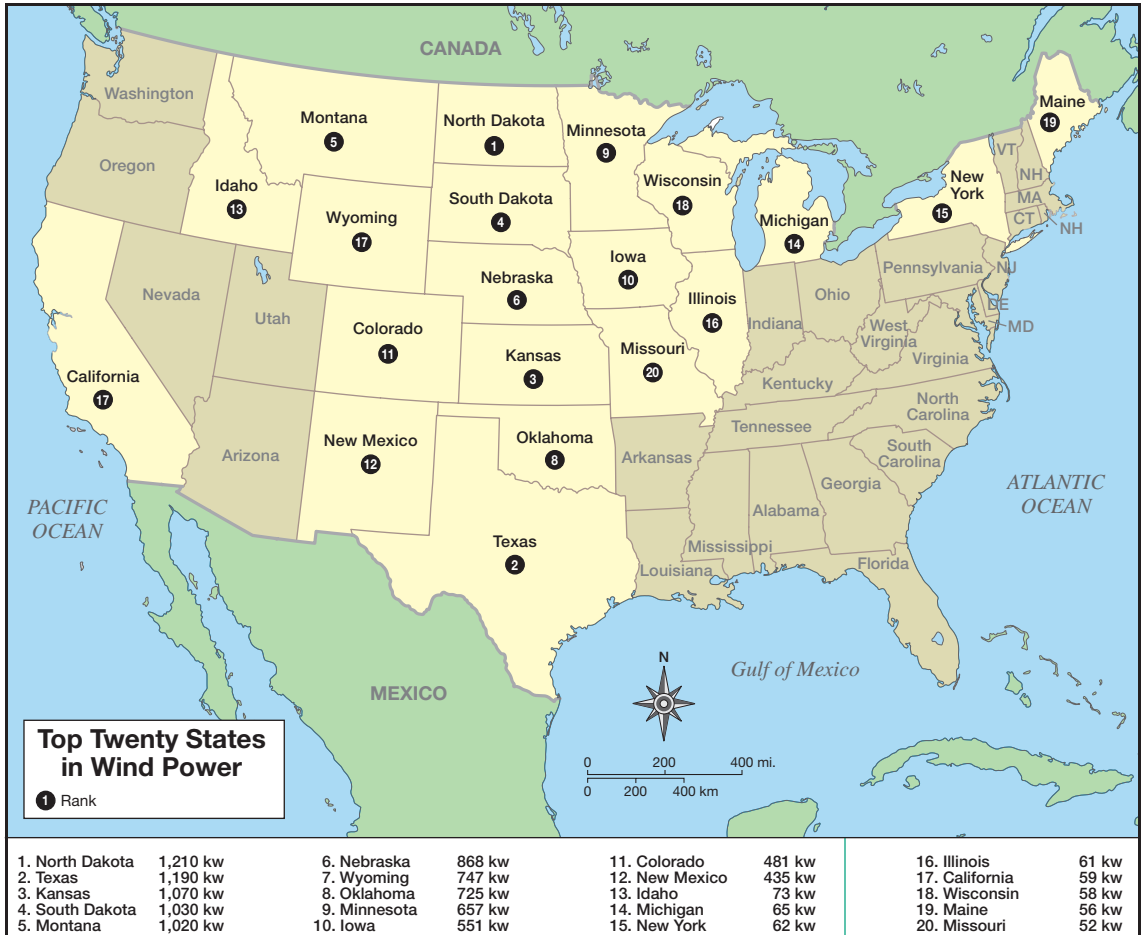 CANADA
Washington
Montana
5
North Dakota
1
Minnesota
9
Maine
19
Oregon
Idaho
13
Wyoming
17
South Dakota
4
Wisconsin
18
Michigan
14
New
York
15
VT
NH
MA
CT
NH
Nevada
Utah
Colorado
11
Nebraska
6
Iowa
10
Illinois
16
Indiana
Ohio
Pennsylvania
NJ
DE
MD
West
Virginia
Virginia
California
17
Kansas
3
Missouri
20
Kentucky
North
Carolina
Arizona
New Mexico
12
Oklahoma
8
Arkansas
Tennessee
South
Carolina
PACIFIC
OCEAN
ATLANTIC
OCEAN
Texas
2
Georgia
Alabama
Mississippi
Louisiana
Florida
MEXICO
Gulf of Mexico
N
0 200 400 mi.
0 200 400 km
Top Twenty States
in Wind Power
1 Rank
1. North Dakota 1,210 kw
2. Texas 1,190 kw
3. Kansas 1,070 kw
4. South Dakota 1,030 kw
5. Montana 1,020 kw
6. Nebraska 868 kw
7. Wyoming 747 kw
8. Oklahoma 725 kw
9. Minnesota 657 kw
10. Iowa 551 kw
11. Colorado 481 kw
12. New Mexico 435 kw
13. Idaho 73 kw
14. Michigan 65 kw
15. New York 62 kw
16. Illinois 61 kw
17. California 59 kw
18. Wisconsin 58 kw
19. Maine 56 kw
20. Missouri 52 kw